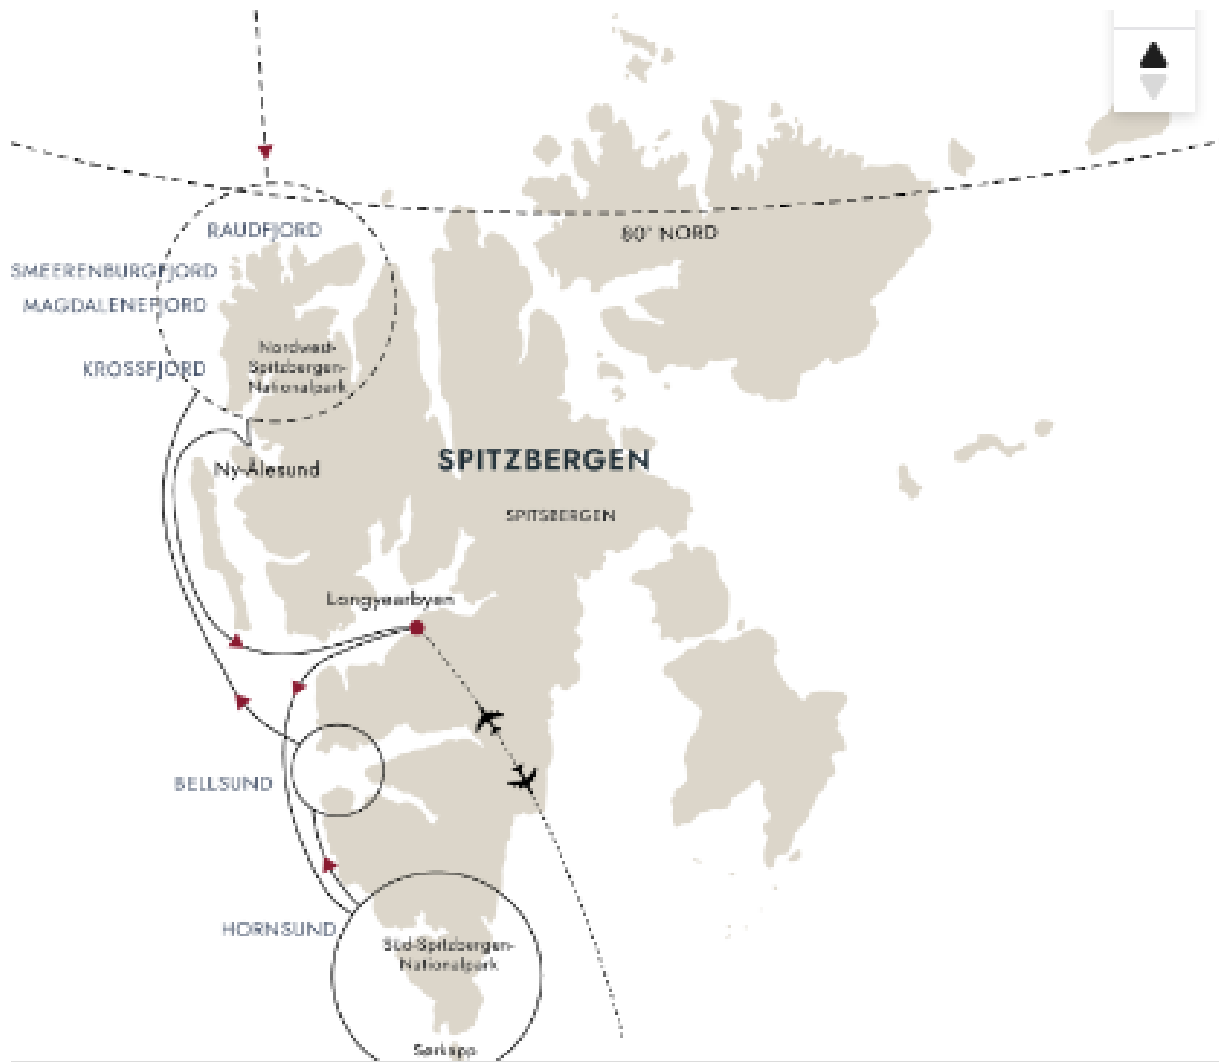 RAUDFJORD
80° NORD
SMEERENBURGFJORD
MAGDALENEFJORD
Nordwest-
Spitzbergen-
Nationalpark
KROSSFJORD
SPITZBERGEN
Ny-Ålesund
SPITSBERGEN
Longyearbyen
BELLSUND
HORNSUND
Süd-Spitzbergen-
Nationalpark
Sørkapp